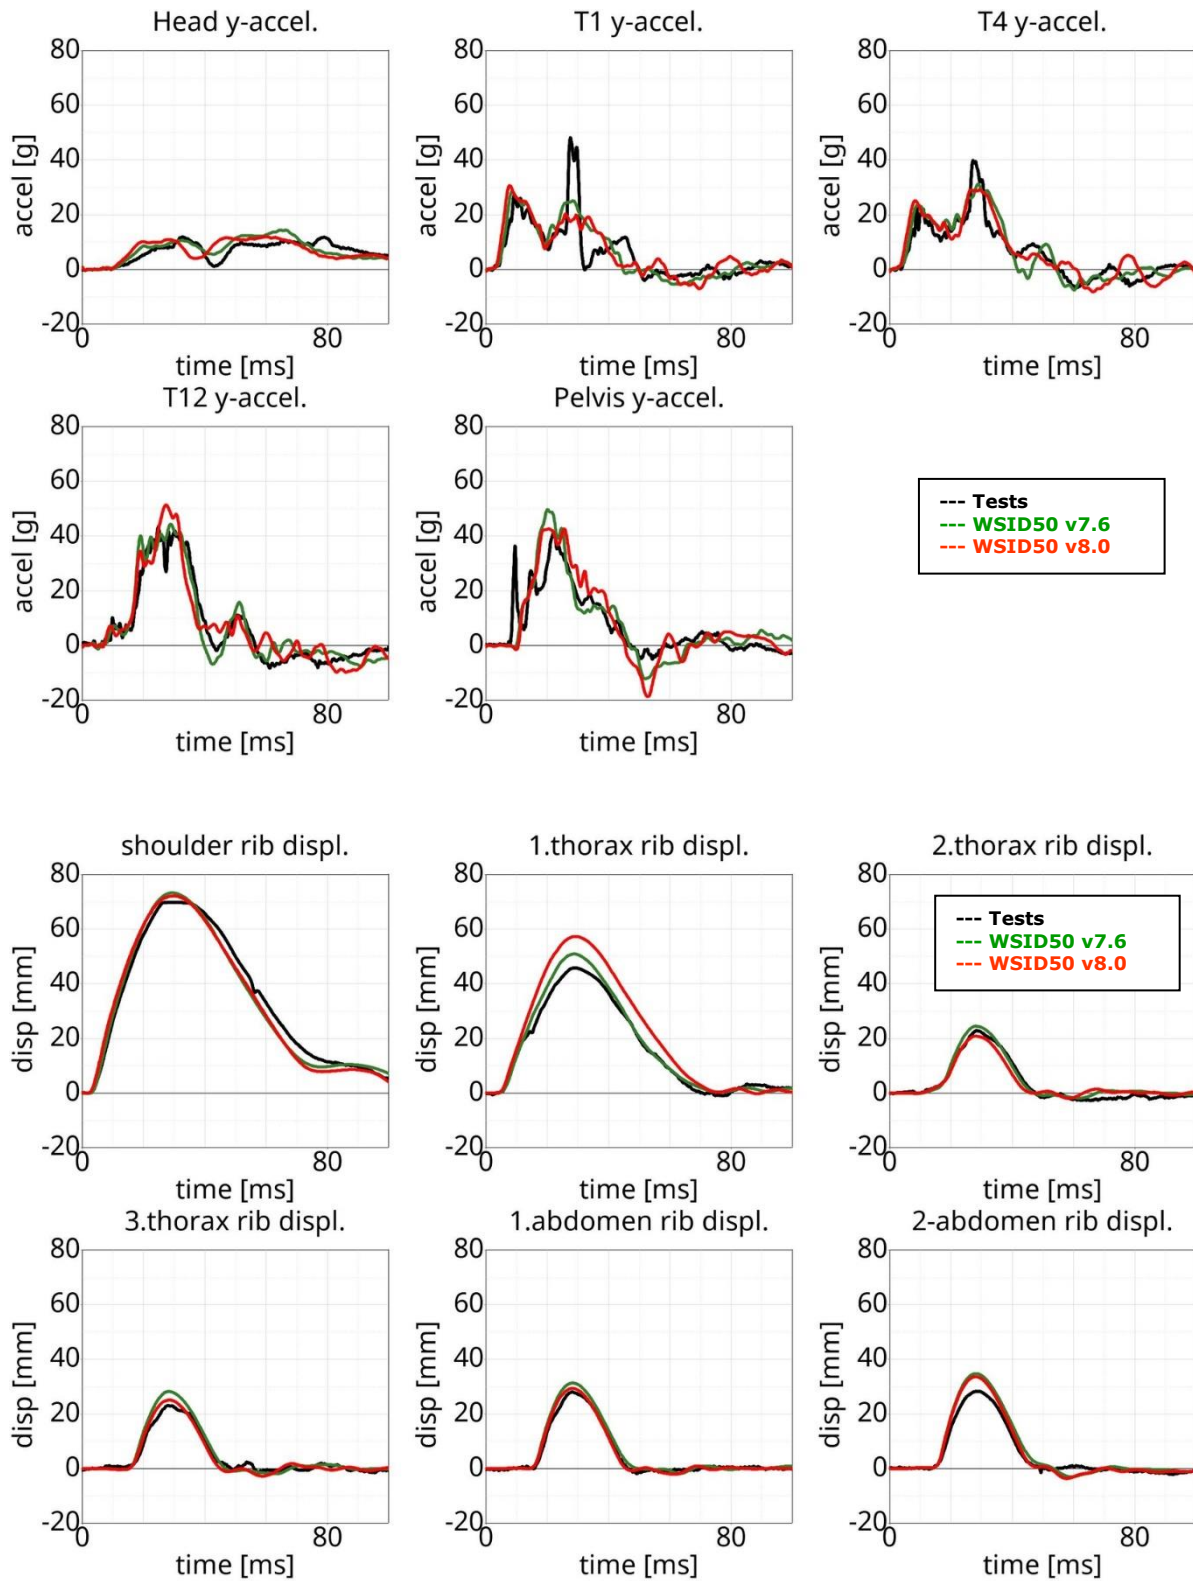 Head y-accel.
T1 y-accel.
T4 y-accel.
80
60
40
20
0
-20
accel [g]
0
80
time [ms]
80
60
40
20
0
-20
accel [g]
0
80
time [ms]
80
60
40
20
0
-20
accel [g]
0
80
time [ms]
T12 y-accel.
Pelvis y-accel.
80
60
40
20
0
-20
accel [g]
0
80
time [ms]
80
60
40
20
0
-20
accel [g]
0
80
time [ms]
--- Tests
--- WSID50 v7.6
--- WSID50 v8.0
shoulder rib displ.
1.thorax rib displ.
2.thorax rib displ.
80
60
40
20
0
-20
disp [mm]
0
80
time [ms]
80
60
40
20
0
-20
disp [mm]
0
80
time [ms]
80
60
40
20
0
-20
disp [mm]
0
80
time [ms]
--- Tests
--- WSID50 v7.6
--- WSID50 v8.0
3.thorax rib displ.
1.abdomen rib displ.
2-abdomen rib displ.
80
60
40
20
0
-20
disp [mm]
0
80
time [ms]
80
60
40
20
0
-20
disp [mm]
0
80
time [ms]
80
60
40
20
0
-20
disp [mm]
0
80
time [ms]